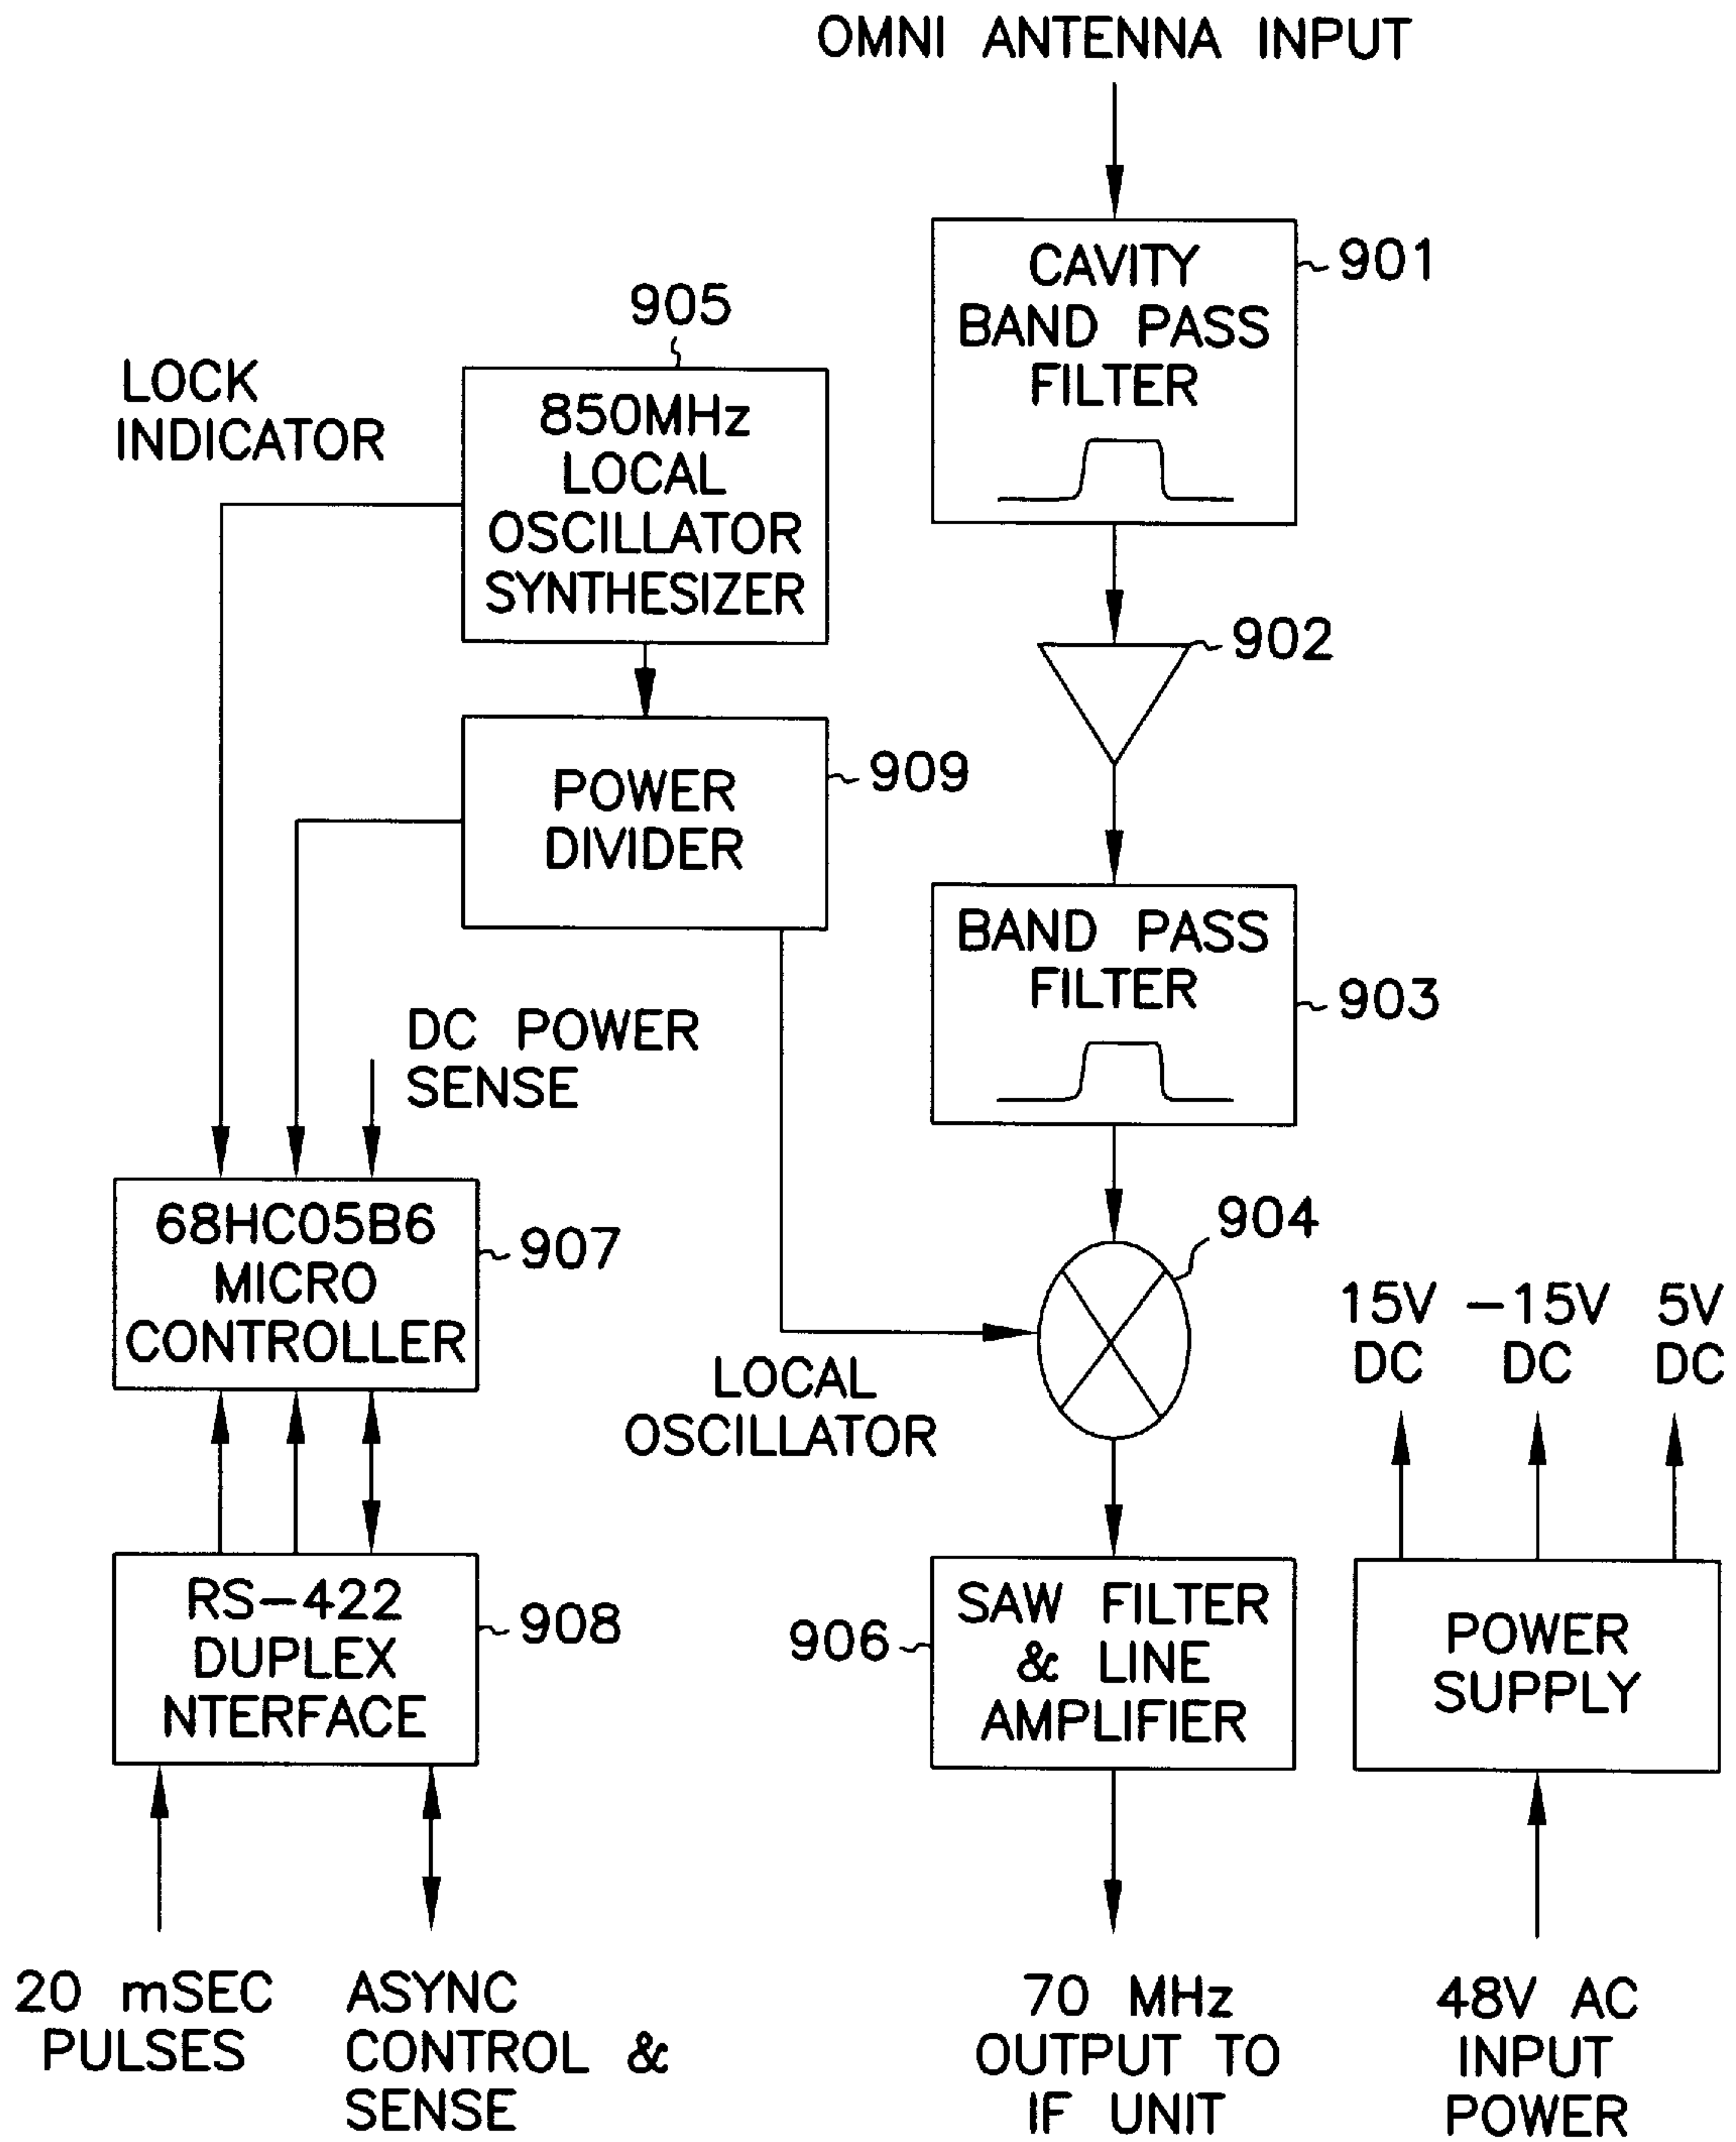 OMNI ANTENNA INPUT
CAVITY
BAND PASS
FILTER
901
905
LOCK
INDICATOR
850MHz
LOCAL
OSCILLATOR
SYNTHESIZER
902
POWER
DIVIDER
909
BAND PASS
FILTER
903
DC POWER
SENSE
68HC05B6
MICRO
CONTROLLER
907
904
LOCAL
OSCILLATOR
15V
DC
-15V
DC
5V
DC
RS-422
DUPLEX
NTERFACE
908
906
SAW FILTER
& LINE
AMPLIFIER
POWER
SUPPLY
20 mSEC
PULSES
ASYNC
CONTROL &
SENSE
70 MHz
OUTPUT TO
IF UNIT
48V AC
INPUT
POWER